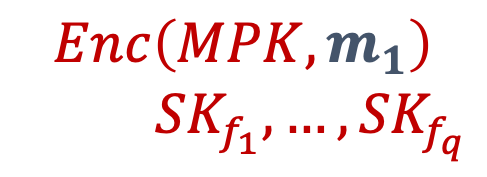 Enc(MPK, m₁)
SK_{f₁}, ..., SK_{f_q}